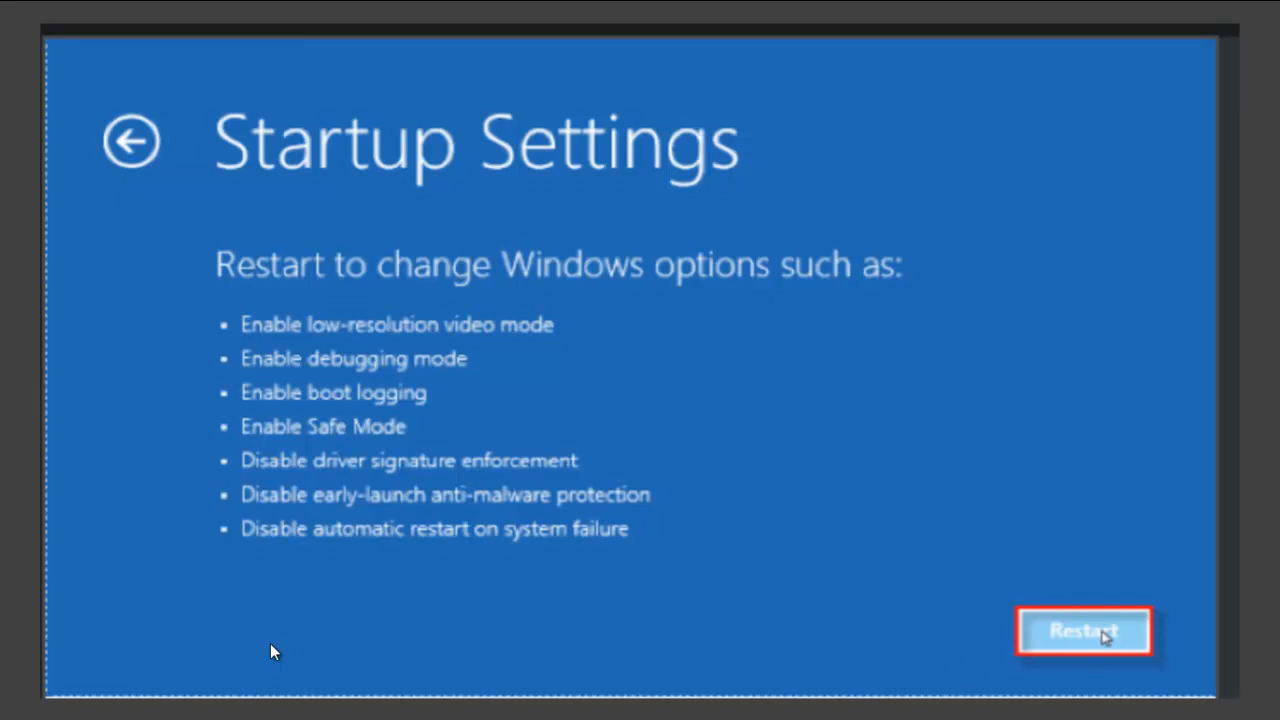 Startup Settings
Restart to change Windows options such as:
Enable low-resolution video mode
Enable debugging mode
Enable boot logging
Enable Safe Mode
Disable driver signature enforcement
Disable early-launch anti-malware protection
Disable automatic restart on system failure
Restart